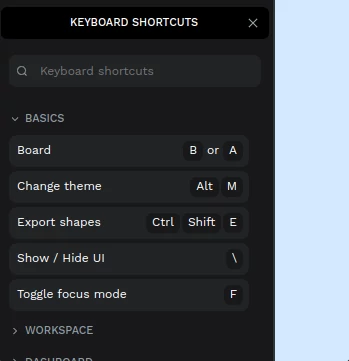 KEYBOARD SHORTCUTS
Keyboard shortcuts
BASICS
Board B or A
Change theme Alt M
Export shapes Ctrl Shift E
Show / Hide UI \
Toggle focus mode F
WORKSPACE
DASHBOARD